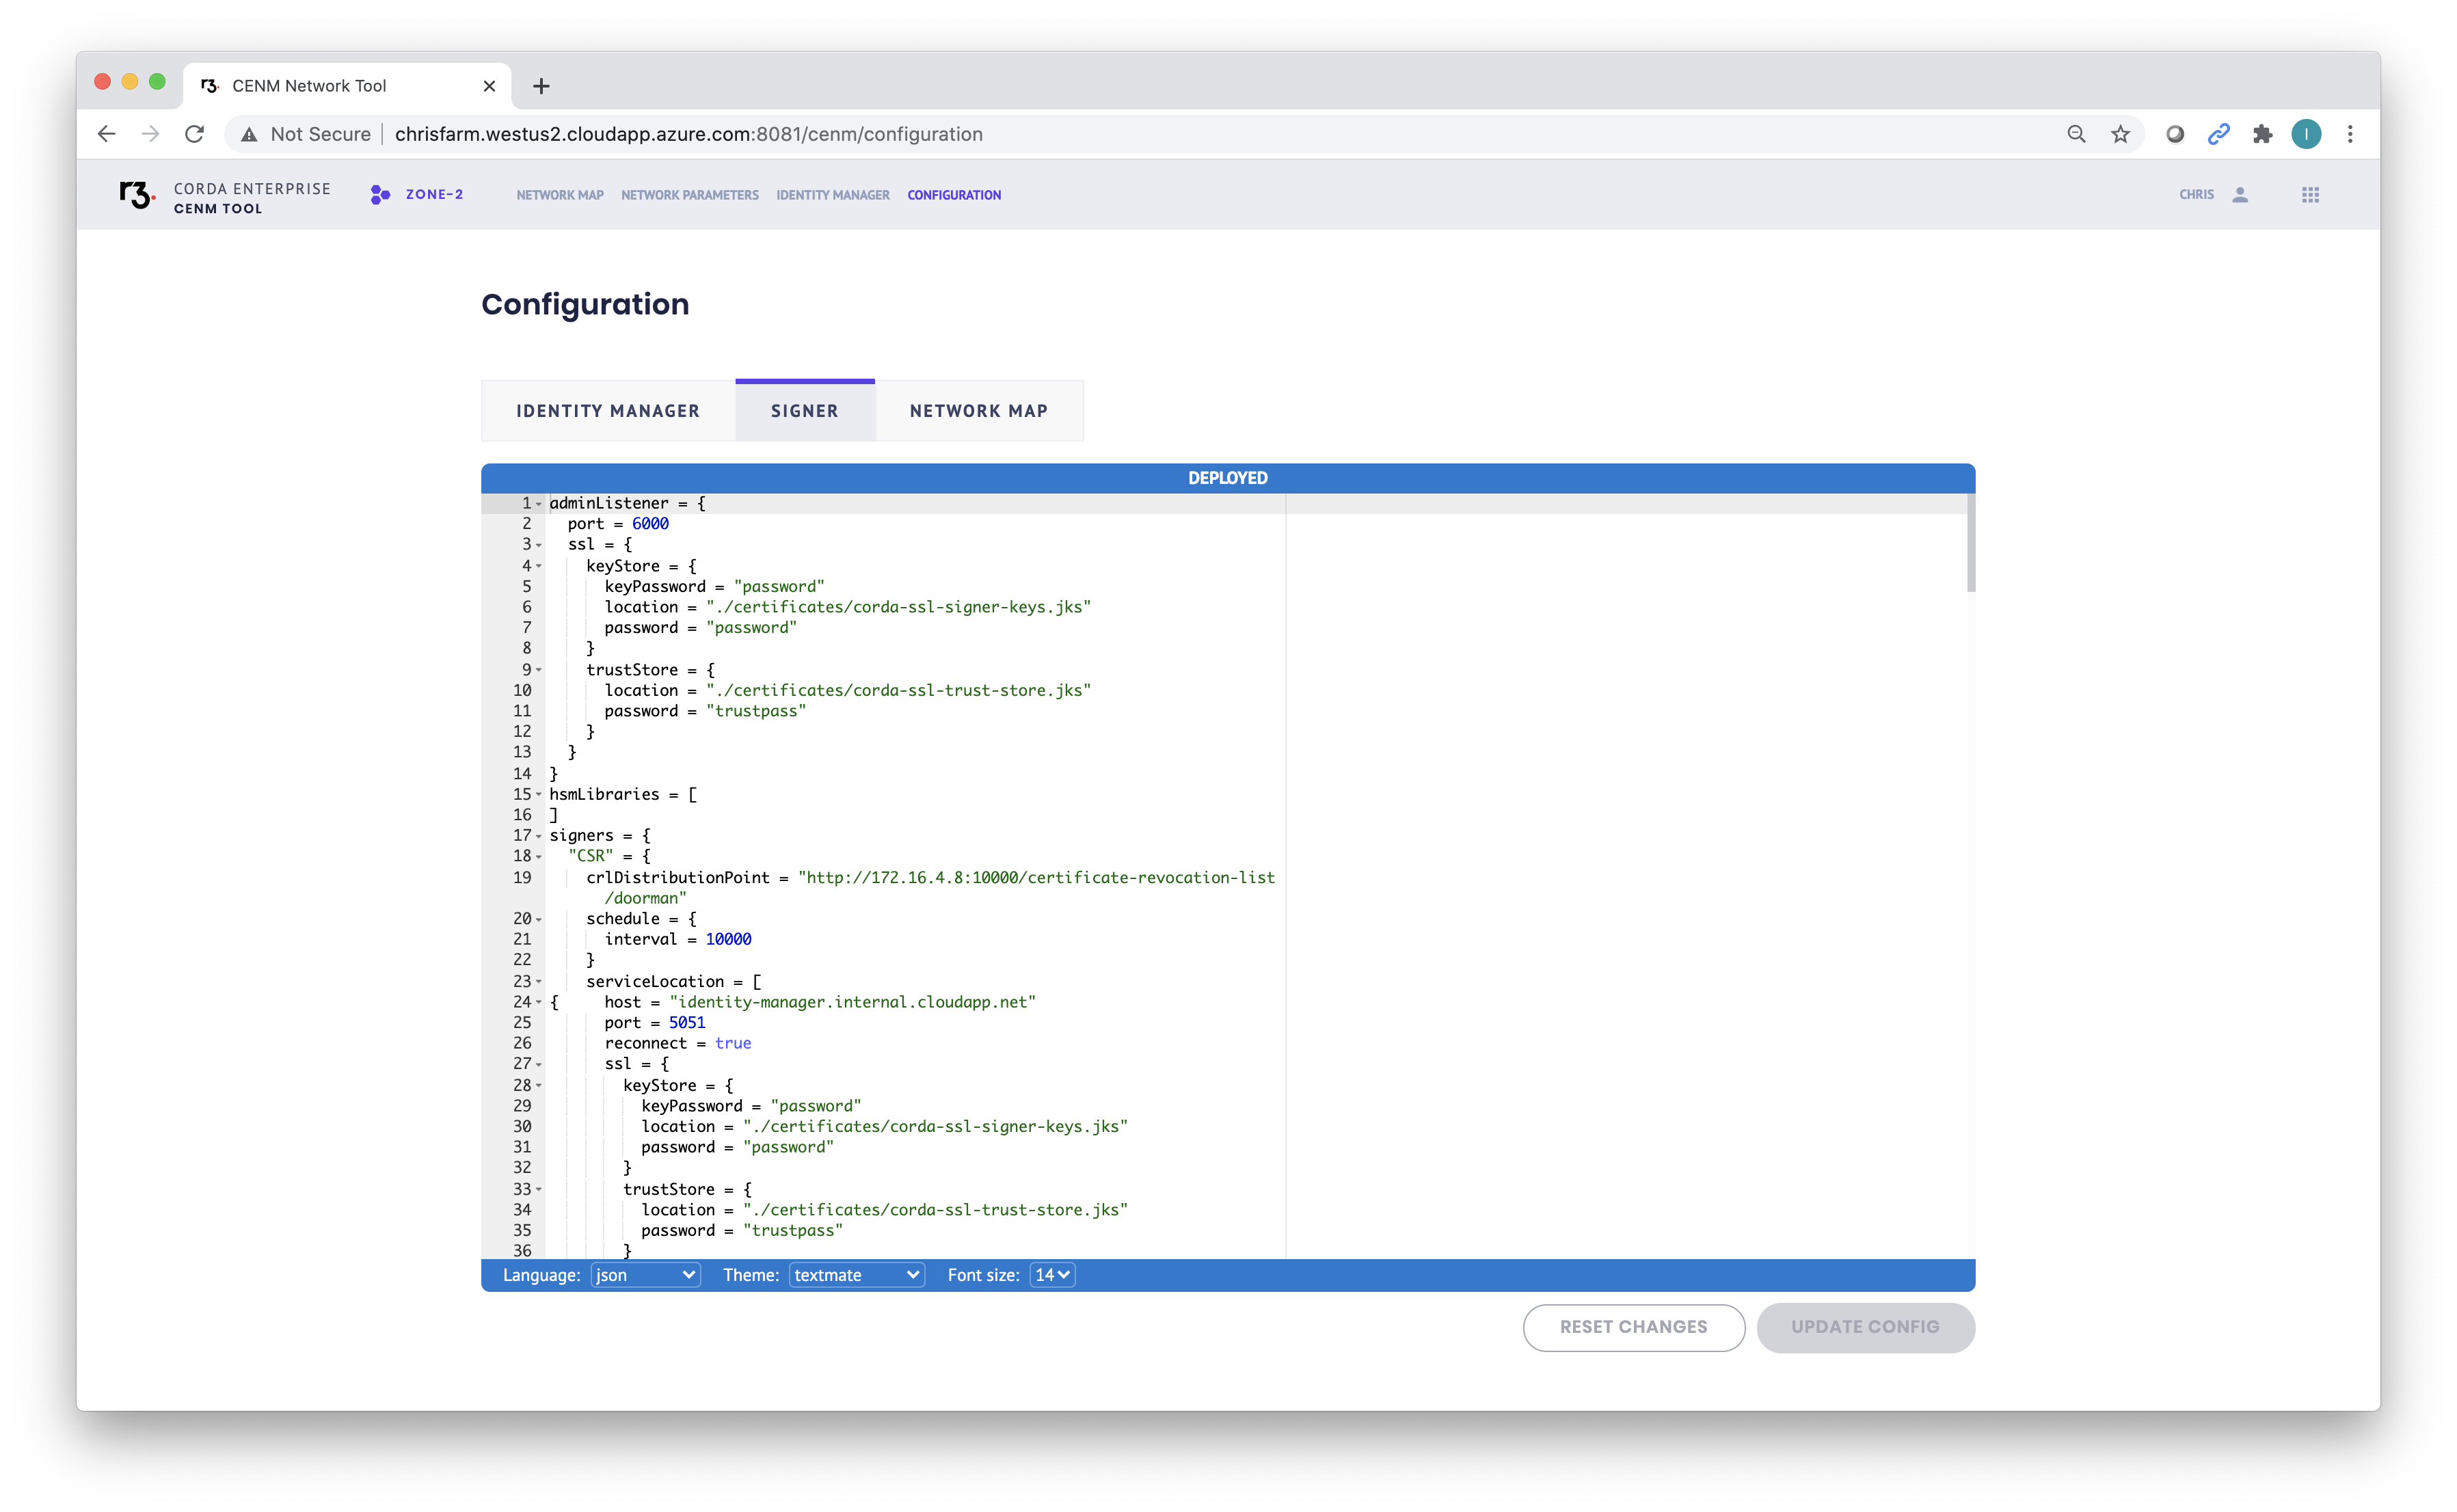 r3. CENM Network Tool
Not Secure chrisfarm.westus2.cloudapp.azure.com:8081/cenm/configuration I
r3. CORDA ENTERPRISE
CENM TOOL
ZONE-2 NETWORK MAP NETWORK PARAMETERS IDENTITY MANAGER CONFIGURATION CHRIS
Configuration
IDENTITY MANAGER SIGNER NETWORK MAP
DEPLOYED
1 adminListener = {
2 port = 6000
3 ssl = {
4 keyStore = {
5 keyPassword = "password"
6 location = "./certificates/corda-ssl-signer-keys.jks"
7 password = "password"
8 }
9 trustStore = {
10 location = "./certificates/corda-ssl-trust-store.jks"
11 password = "trustpass"
12 }
13 }
14 }
15 hsmLibraries = [
16 ]
17 signers = {
18 "CSR" = {
19 crlDistributionPoint = "http://172.16.4.8:10000/certificate-revocation-list
/doorman"
20 schedule = {
21 interval = 10000
22 }
23 serviceLocation = [
24 { host = "identity-manager.internal.cloudapp.net"
25 port = 5051
26 reconnect = true
27 ssl = {
28 keyStore = {
29 keyPassword = "password"
30 location = "./certificates/corda-ssl-signer-keys.jks"
31 password = "password"
32 }
33 trustStore = {
34 location = "./certificates/corda-ssl-trust-store.jks"
35 password = "trustpass"
36 }
Language: json Theme: textmate Font size: 14
RESET CHANGES UPDATE CONFIG